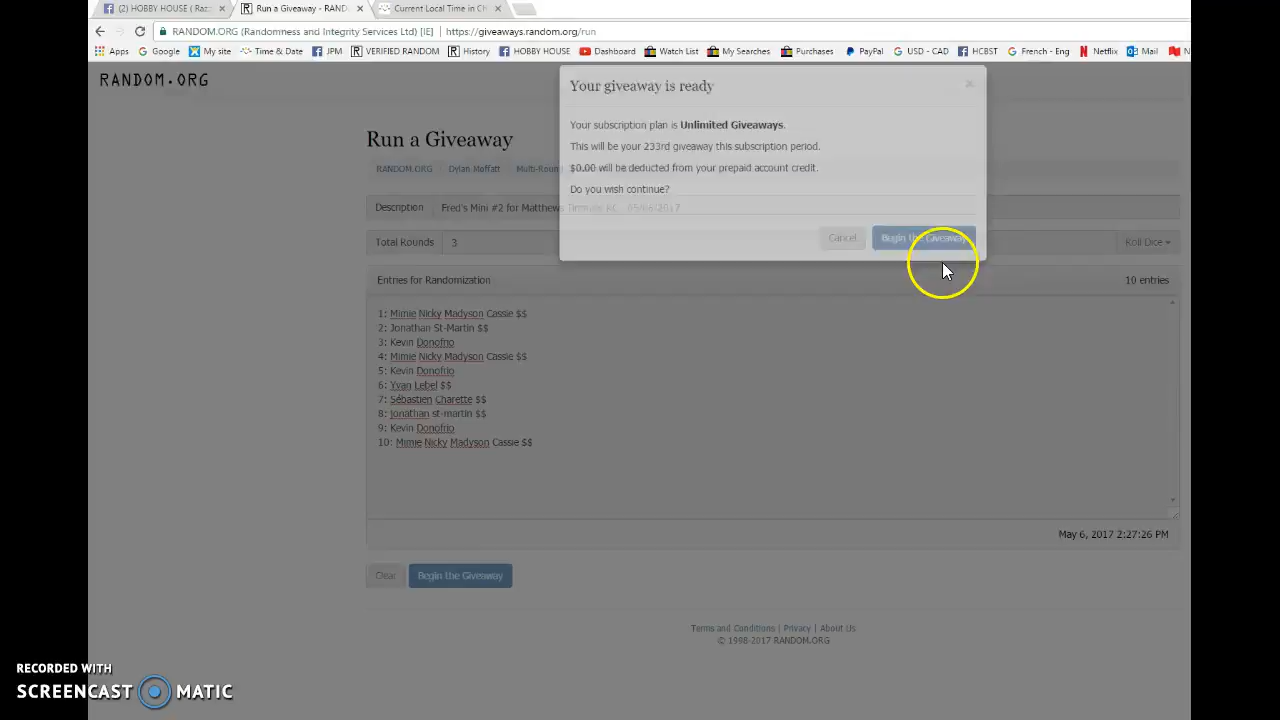 (2) HOBBY HOUSE ( Raz
Run a Giveaway - RAND
Current Local Time in Ch
RANDOM.ORG (Randomness and Integrity Services Ltd) [IE]
https://giveaways.random.org/run
Apps
Google
My site
Time & Date
JPM
VERIFIED RANDOM
History
HOBBY HOUSE
Dashboard
Watch List
My Searches
Purchases
PayPal
USD - CAD
HCBST
French - Eng
Netflix
Mail
N
RANDOM.ORG
Your giveaway is ready
×
Your subscription plan is Unlimited Giveaways.
This will be your 233rd giveaway this subscription period.
$0.00 will be deducted from your prepaid account credit.
Do you wish continue?
Cancel
Begin the Giveaway
Run a Giveaway
RANDOM.ORG
Dylan Moffatt
Multi-Round
Description
Fred's Mini #2 for Matthews 05/06/2017
Total Rounds
3
Roll Dice
Entries for Randomization
10 entries
1: Mimie Nicky Madyson Cassie $$
2: Jonathan St-Martin $$
3: Kevin Donofrio
4: Mimie Nicky Madyson Cassie $$
5: Kevin Donofrio
6: Yvan Lebel $$
7: Sébastien Charette $$
8: jonathan st-martin $$
9: Kevin Donofrio
10: Mimie Nicky Madyson Cassie $$
May 6, 2017 2:27:26 PM
Clear
Begin the Giveaway
Terms and Conditions | Privacy | About Us
© 1998-2017 RANDOM.ORG
RECORDED WITH
SCREENCAST MATIC